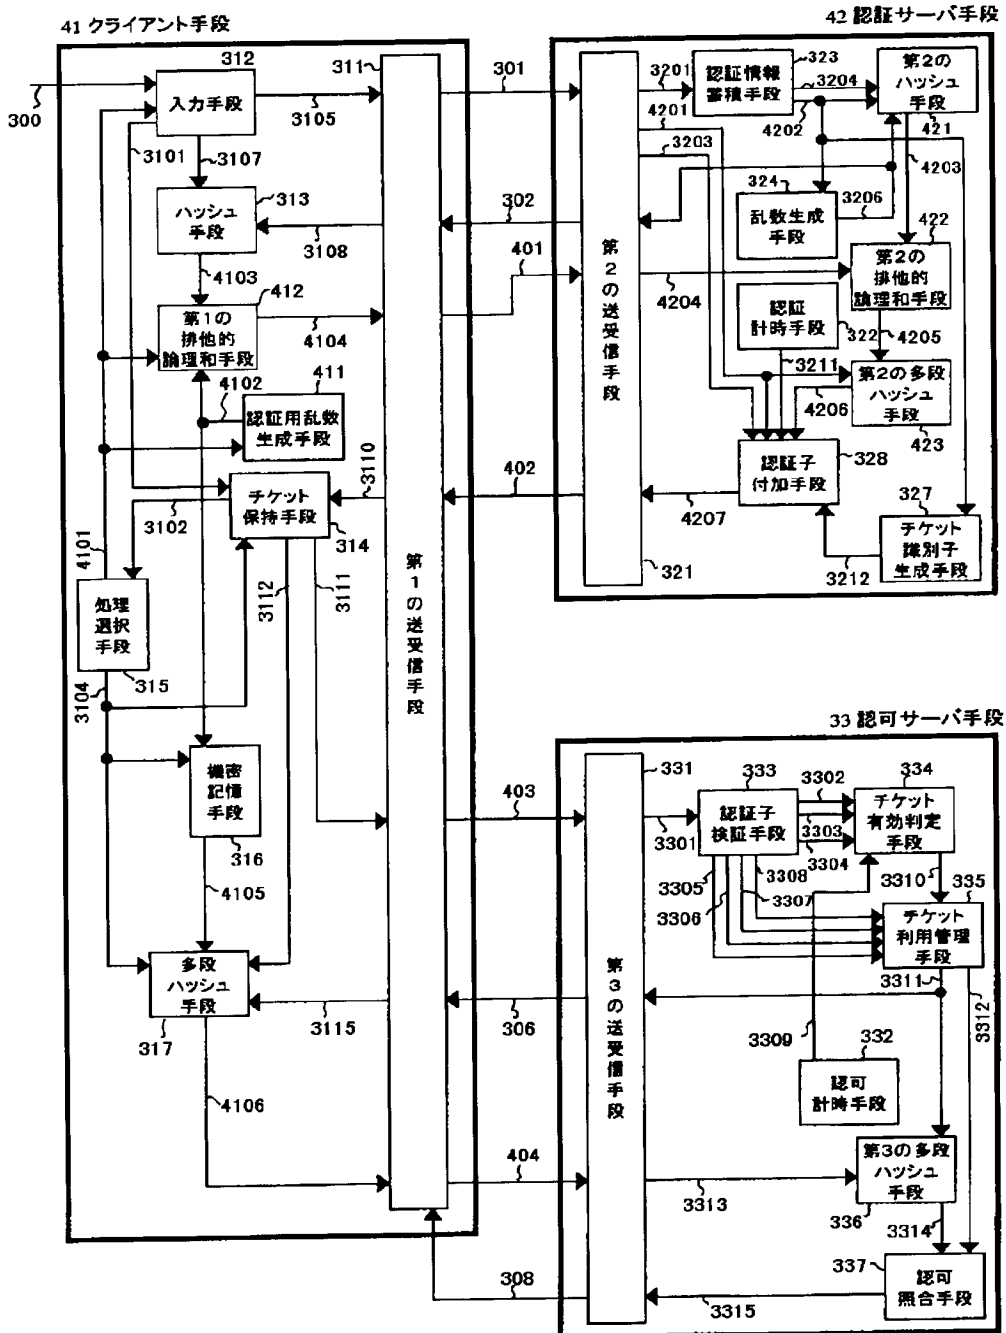 41 クライアント手段
300
312
入力手段
3105
3101
3107
313
ハッシュ
手段
3108
4103
412
第1の
排他的
論理和手段
4104
4102
411
認証用乱数
生成手段
3110
チケット
保持手段
314
3102
4101
3112
3111
処理
選択
手段
315
3104
機密
記憶
手段
316
4105
多段
ハッシュ
手段
317
3115
4106
311
第1の送受信手段
301
302
401
402
403
306
404
308
42 認証サーバ手段
第2の送受信手段
321
3201
4201
3203
323
認証情報
蓄積手段
3204
4202
第2の
ハッシュ
手段
421
4203
324
乱数生成
手段
3206
422
第2の
排他的
論理和手段
4204
4205
認証
計時手段
322
3211
第2の多段
ハッシュ
手段
423
4206
328
認証子
付加手段
4207
327
チケット
識別子
生成手段
3212
33 認可サーバ手段
331
第3の送受信手段
3301
333
認証子
検証手段
3302
3303
3304
334
チケット
有効判定
手段
3305
3306
3308
3307
3310
335
チケット
利用管理
手段
3311
3312
3309
332
認可
計時手段
第3の多段
ハッシュ
手段
3313
336
3314
337
認可
照合手段
3315